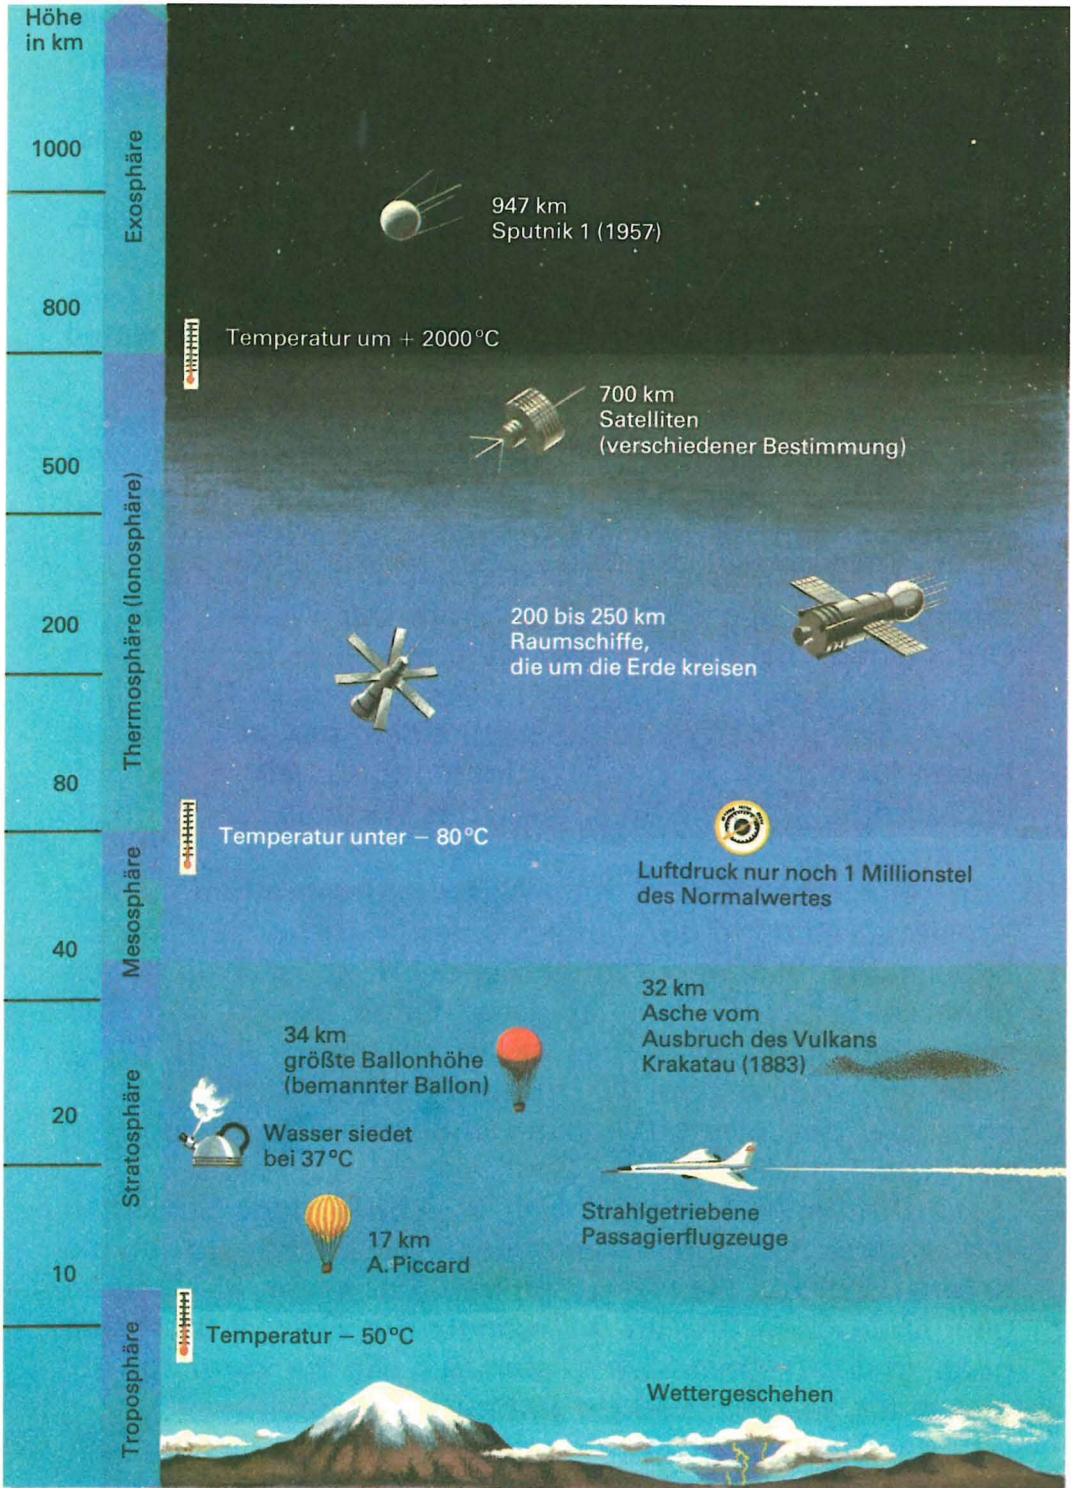 Höhe
in km
1000
Exosphäre
947 km
Sputnik 1 (1957)
800
Temperatur um + 2000 °C
700 km
Satelliten
(verschiedener Bestimmung)
500
Thermosphäre (Ionosphäre)
200 bis 250 km
Raumschiffe,
die um die Erde kreisen
200
80
Temperatur unter – 80 °C
Luftdruck nur noch 1 Millionstel
des Normalwertes
Mesosphäre
40
32 km
Asche vom
Ausbruch des Vulkans
Krakatau (1883)
34 km
größte Ballonhöhe
(bemannter Ballon)
Stratosphäre
20
Wasser siedet
bei 37 °C
Strahlgetriebene
Passagierflugzeuge
17 km
A. Piccard
10
Temperatur – 50 °C
Troposphäre
Wettergeschehen